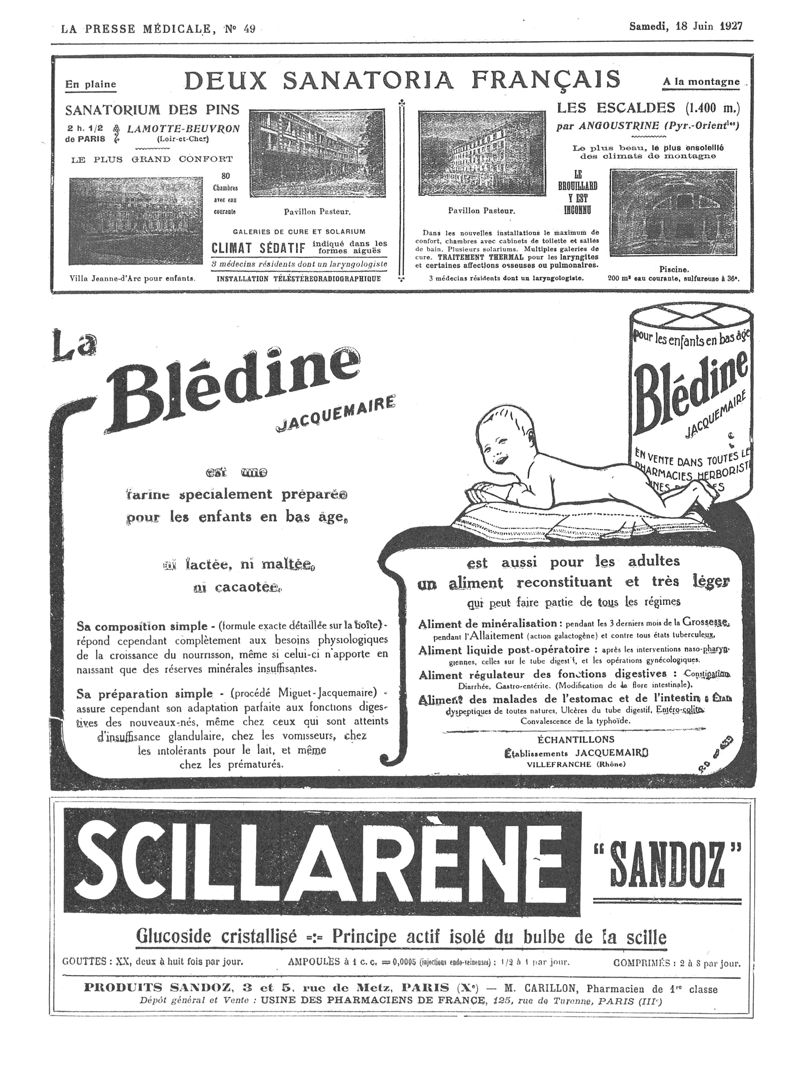 LA PRESSE MÉDICALE, N° 49
Samedi, 18 Juin 1927
En plaine
DEUX SANATORIA FRANÇAIS
A la montagne
SANATORIUM DES PINS
2 h. 1/2
de PARIS
LAMOTTE-BEUVRON
(Loir-et-Cher)
LE PLUS GRAND CONFORT
80
Chambres
avec eau
courante
Pavillon Pasteur.
GALERIES DE CURE ET SOLARIUM
CLIMAT SÉDATIF indiqué dans les
formes aiguës
3 médecins résidents dont un laryngologiste
Villa Jeanne-d'Arc pour enfants.
INSTALLATION TÉLÉSTÉRÉORADIOGRAPHIQUE
LES ESCALDES (1.400 m.)
par ANGOUSTRINE (Pyr.-Orient^les)
Le plus beau, le plus ensoleillé
des climats de montagne
LE
BROUILLARD
Y EST
INCONNU
Pavillon Pasteur.
Dans les nouvelles installations le maximum de
confort, chambres avec cabinets de toilette et salles
de bain. Plusieurs solariums. Multiples galeries de
cure. TRAITEMENT THERMAL pour les laryngites
et certaines affections osseuses ou pulmonaires.
3 médecins résidents dont un laryngologiste.
Piscine.
200 m² eau courante, sulfureuse à 36°.
La
Blédine
JACQUEMAIRE
est une
farine specialement préparée
pour les enfants en bas age,
ni lactée, ni maltée,
ni cacaotée.
Sa composition simple - (formule exacte détaillée sur la boîte) -
répond cependant complètement aux besoins physiologiques
de la croissance du nourrisson, même si celui-ci n'apporte en
naissant que des réserves minérales insuffisantes.
Sa préparation simple - (procédé Miguet-Jacquemaire) -
assure cependant son adaptation parfaite aux fonctions diges-
tives des nouveaux-nés, même chez ceux qui sont atteints
d'insuffisance glandulaire, chez les vomisseurs, chez
les intolérants pour le lait, et même
chez les prématurés.
pour les enfants en bas âge
Blédine
JACQUEMAIRE
EN VENTE DANS TOUTES LES
PHARMACIES HERBORIST
est aussi pour les adultes
un aliment reconstituant et très léger
qui peut faire partie de tous les régimes
Aliment de minéralisation : pendant les 3 derniers mois de la Grossesse,
pendant l'Allaitement (action galactogène) et contre tous états tuberculeux.
Aliment liquide post-opératoire : après les interventions naso-pharyn-
giennes, celles sur le tube digestif, et les opérations gynécologiques.
Aliment régulateur des fonctions digestives : Constipation
Diarrhée, Gastro-entérite. (Modification de la flore intestinale).
Aliment des malades de l'estomac et de l'intestin : États
dyspeptiques de toutes natures, Ulcères du tube digestif, Entéro-colite
Convalescence de la typhoïde.
ÉCHANTILLONS
Établissements JACQUEMAIRE
VILLEFRANCHE (Rhône)
SCILLARÈNE "SANDOZ"
Glucoside cristallisé -:- Principe actif isolé du bulbe de la scille
GOUTTES : XX, deux à huit fois par jour.
AMPOULES à 1 c. c. = 0,0005 (injections endo-veineuses) ; 1/2 à 1 par jour.
COMPRIMÉS : 2 à 8 par jour.
PRODUITS SANDOZ, 3 et 5, rue de Metz, PARIS (X^e) — M. CARILLON, Pharmacien de 1^re classe
Dépôt général et Vente : USINE DES PHARMACIENS DE FRANCE, 125, rue de Turenne, PARIS (III^e)